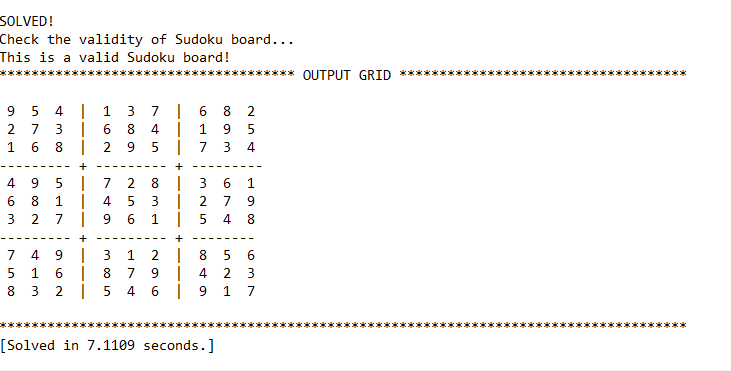 SOLVED!
Check the validity of Sudoku board...
This is a valid Sudoku board!
************************************* OUTPUT GRID ************************************
9 5 4 | 1 3 7 | 6 8 2
2 7 3 | 6 8 4 | 1 9 5
1 6 8 | 2 9 5 | 7 3 4
--------- + --------- + ---------
4 9 5 | 7 2 8 | 3 6 1
6 8 1 | 4 5 3 | 2 7 9
3 2 7 | 9 6 1 | 5 4 8
--------- + --------- + --------
7 4 9 | 3 1 2 | 8 5 6
5 1 6 | 8 7 9 | 4 2 3
8 3 2 | 5 4 6 | 9 1 7
**************************************************************************************
[Solved in 7.1109 seconds.]